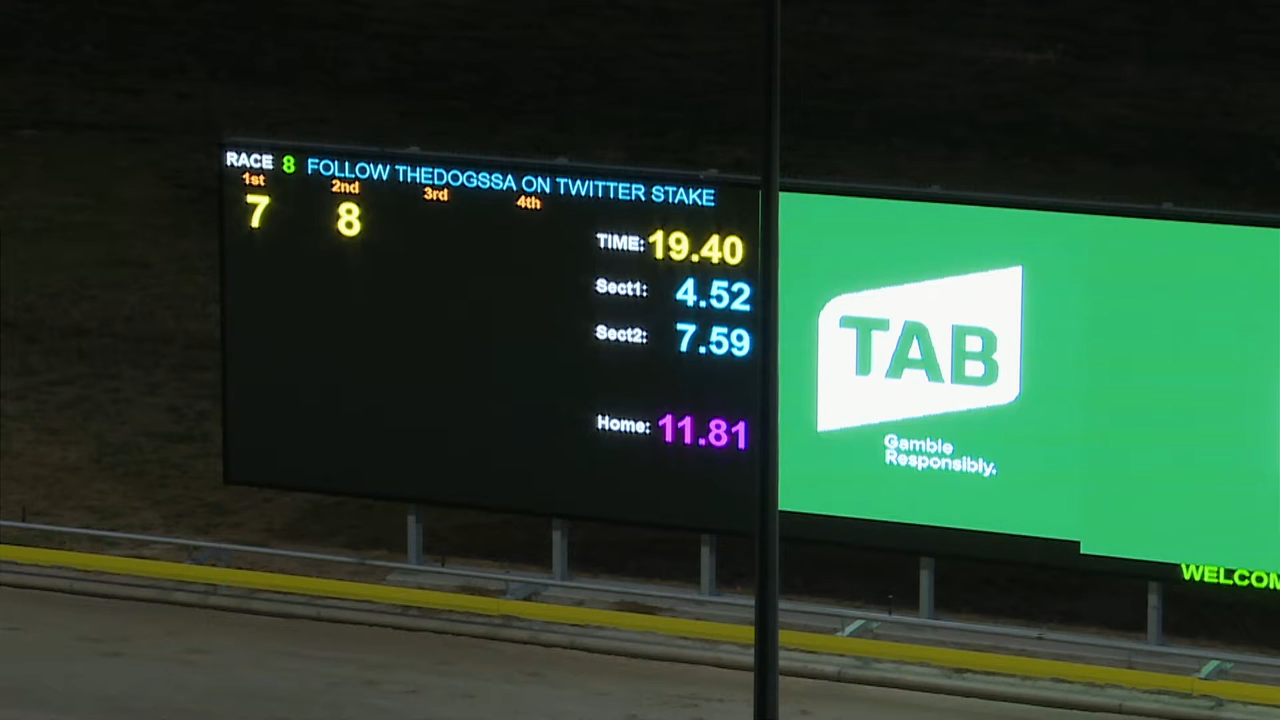 RACE 8 FOLLOW THEDOGSSA ON TWITTER STAKE
1st 2nd 3rd 4th
7 8
TIME: 19.40
Sect1: 4.52
Sect2: 7.59
Home: 11.81
TAB
Gamble
Responsibly.
WELCOM